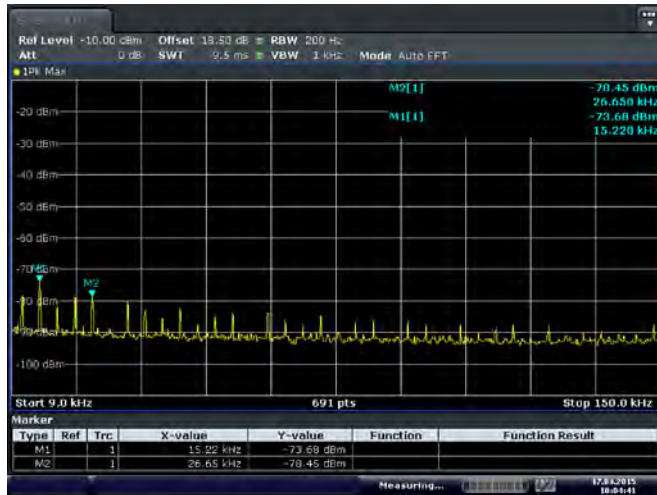 Ref Level -10.00 dBm Offset 18.50 dB RBW 200 Hz
Att 0 dB SWT 9.5 ms VBW 1 kHz Mode Auto FFT
1Pk Max
M2[1] -78.45 dBm
26.650 kHz
M1[1] -73.68 dBm
15.220 kHz
-20 dBm
-30 dBm
-40 dBm
-50 dBm
-60 dBm
-70 dBm
M1
M2
-80 dBm
-90 dBm
-100 dBm
Start 9.0 kHz 691 pts Stop 150.0 kHz
Marker
Type Ref Trc X-value Y-value Function Function Result
M1 1 15.22 kHz -73.68 dBm
M2 1 26.65 kHz -78.45 dBm
Measuring...
10:04:41